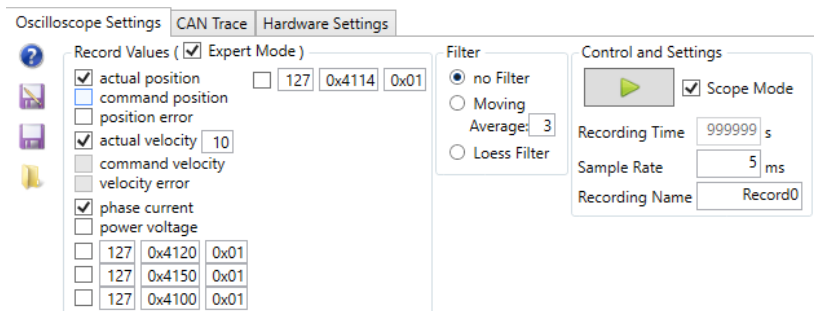 Oscilloscope Settings CAN Trace Hardware Settings
Record Values ( Expert Mode )
actual position
127 0x4114 0x01
command position
position error
actual velocity 10
command velocity
velocity error
phase current
power voltage
127 0x4120 0x01
127 0x4150 0x01
127 0x4100 0x01
Filter
no Filter
Moving
Average: 3
Loess Filter
Control and Settings
Scope Mode
Recording Time 999999 s
Sample Rate 5 ms
Recording Name Record0